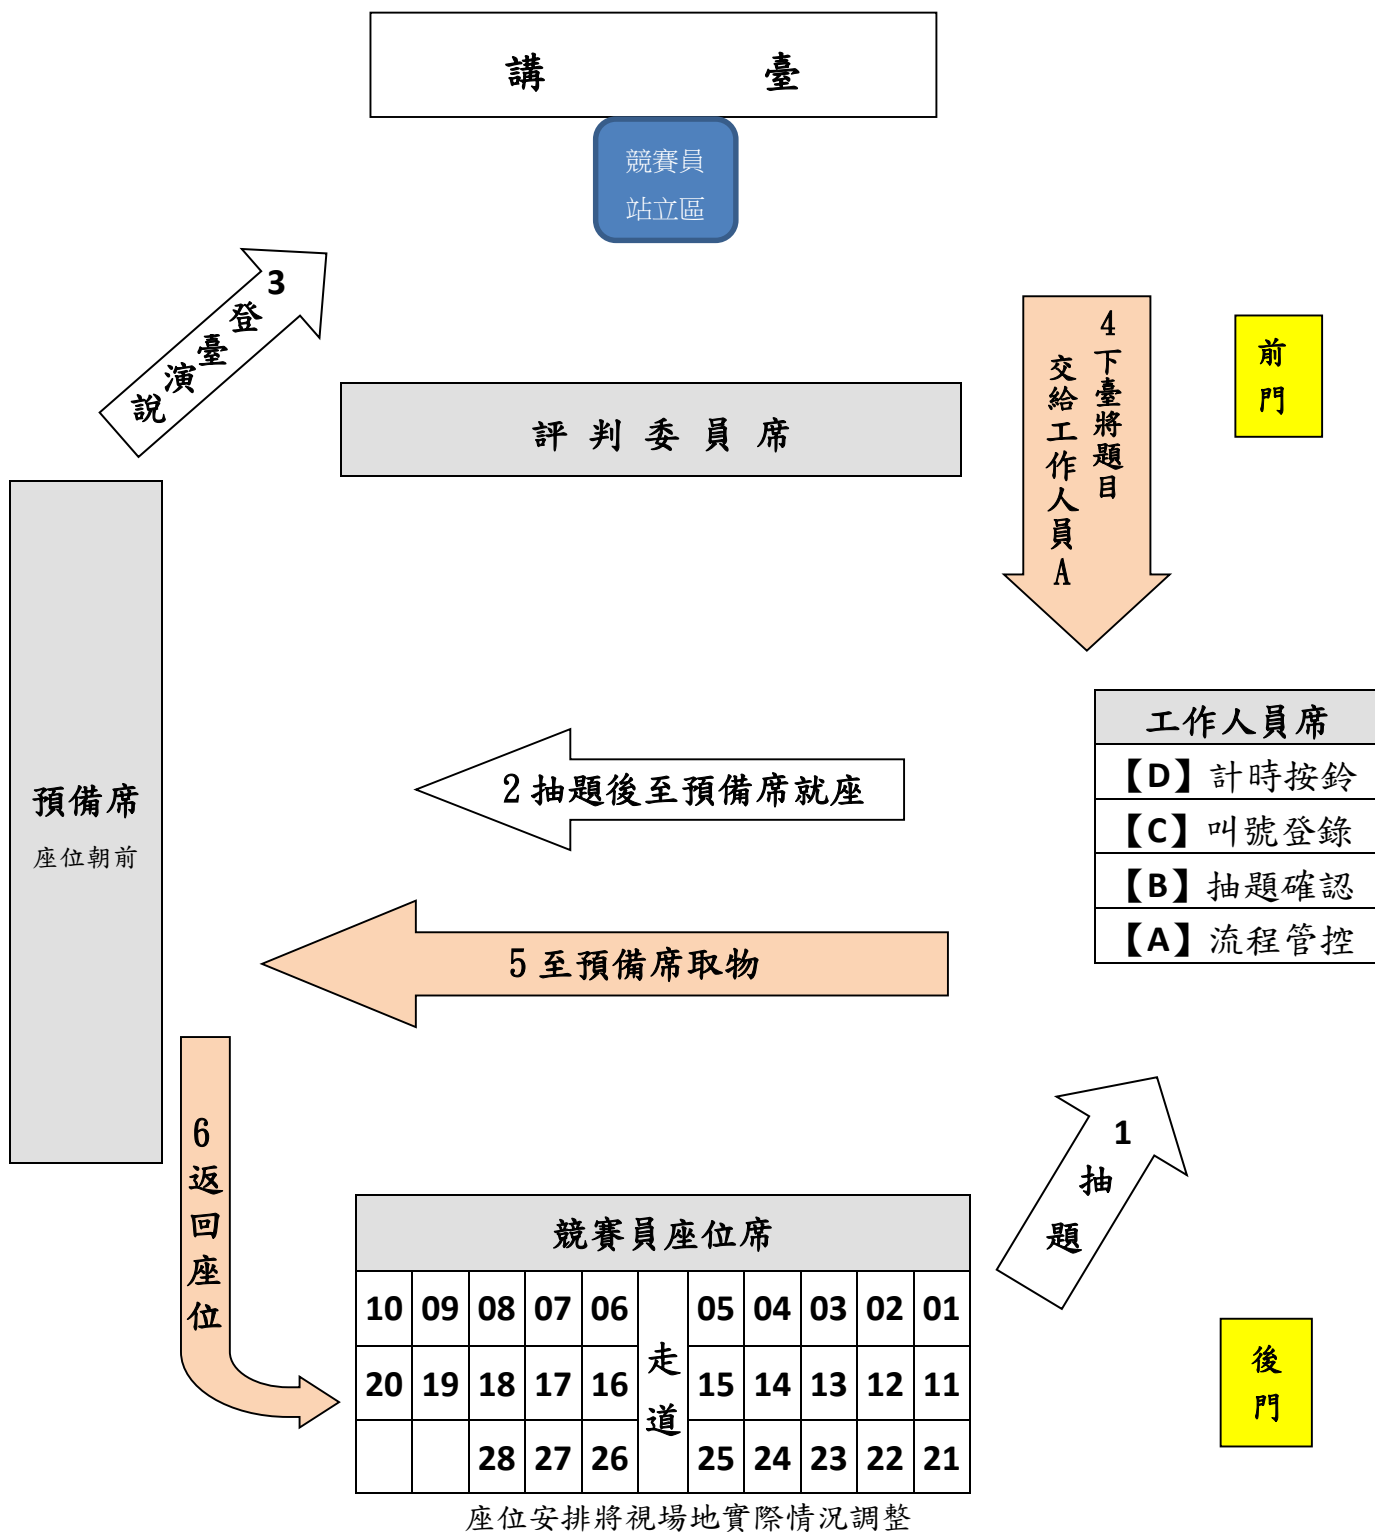 講臺
競賽員
站立區
3
登臺演說
4下臺將題目
交給工作人員A
前
門
評判委員席
預備席
座位朝前
2抽題後至預備席就座
工作人員席
【D】計時按鈴
【C】叫號登錄
【B】抽題確認
【A】流程管控
5至預備席取物
6返回座位
1
抽題
競賽員座位席
10 09 08 07 06 走道 05 04 03 02 01
20 19 18 17 16 15 14 13 12 11
28 27 26 25 24 23 22 21
後
門
座位安排將視場地實際情況調整